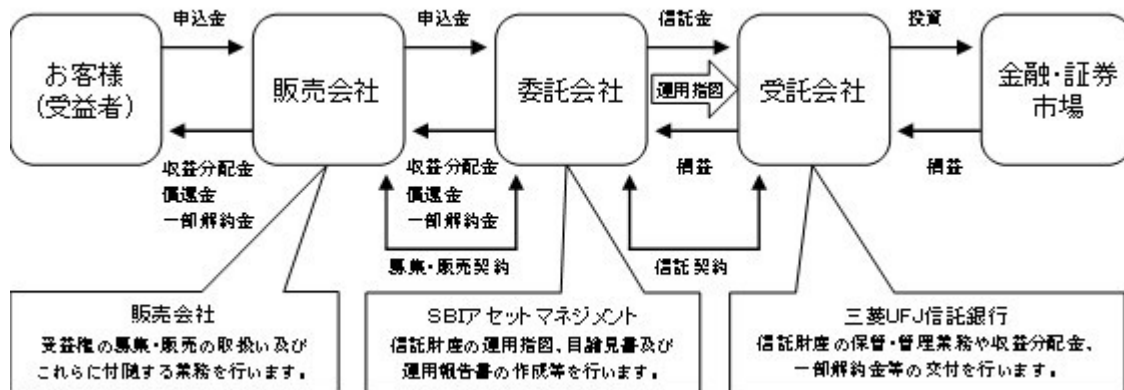 申込金
申込金
信託金
投資
お客様
(受益者)
販売会社
委託会社
運用指図
受託会社
金融・証券
市場
収益分配金
償還金
一部解約金
収益分配金
償還金
一部解約金
損益
損益
募集・販売契約
信託契約
販売会社
受益権の募集・販売の取扱い及び
これらに付随する業務を行います。
SBIアセットマネジメント
信託財産の運用指図、目論見書及び
運用報告書の作成等を行います。
三菱UFJ信託銀行
信託財産の保管・管理業務や収益分配金、
一部解約金等の交付を行います。